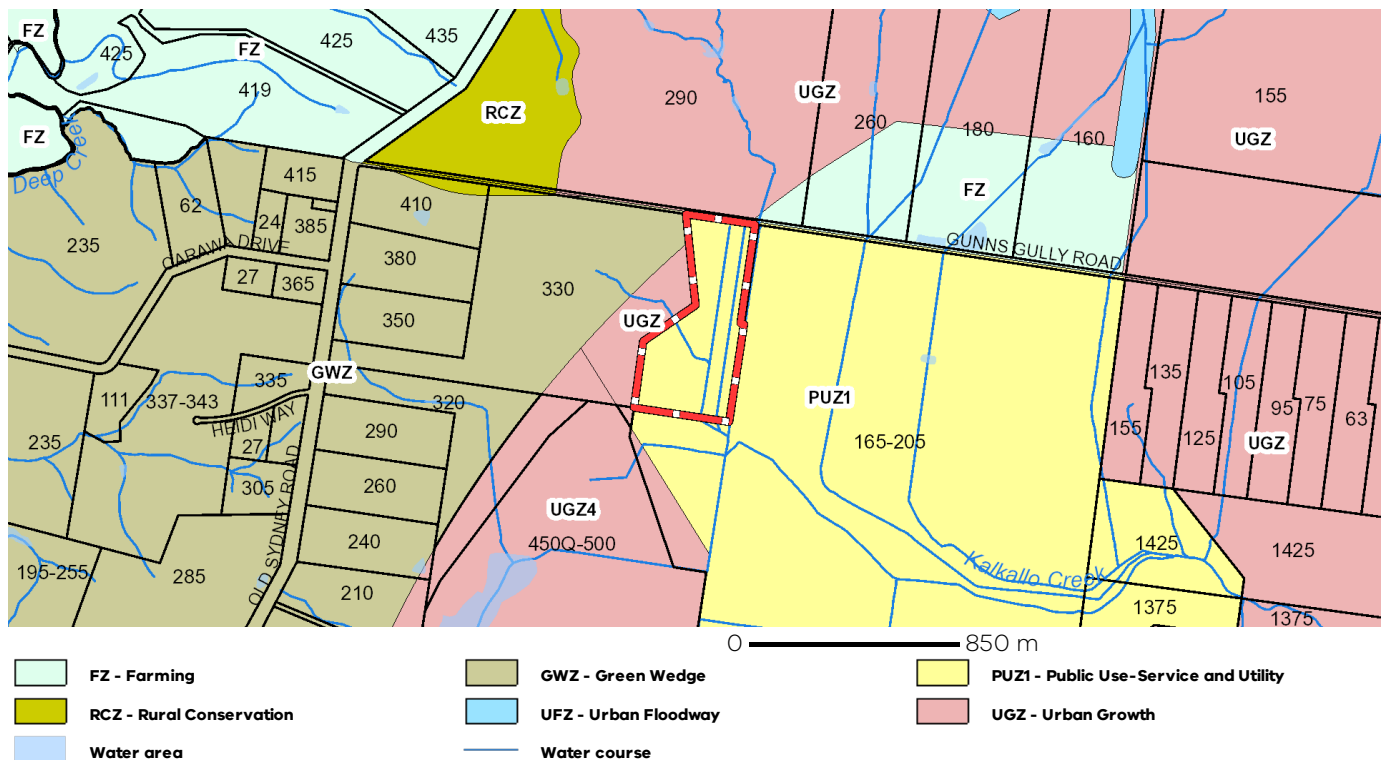 FZ
425
435
FZ
425
419
RCZ
290
UGZ
260
180
160
155
UGZ
FZ
Deep Creek
415
62
24
385
410
FZ
235
GARAWA DRIVE
380
GUNNS GULLY ROAD
27
365
330
350
UGZ
GWZ
335
111
337-343
320
PUZ1
135
105
95
75
63
HEIDI WAY
290
165-205
155
125
UGZ
235
27
305
260
OLD SYDNEY ROAD
UGZ4
240
450Q-500
1425
1425
195-255
285
210
Kalkallo Creek
1375
1375
0 850 m
FZ - Farming
GWZ - Green Wedge
PUZ1 - Public Use-Service and Utility
RCZ - Rural Conservation
UFZ - Urban Floodway
UGZ - Urban Growth
Water area
Water course